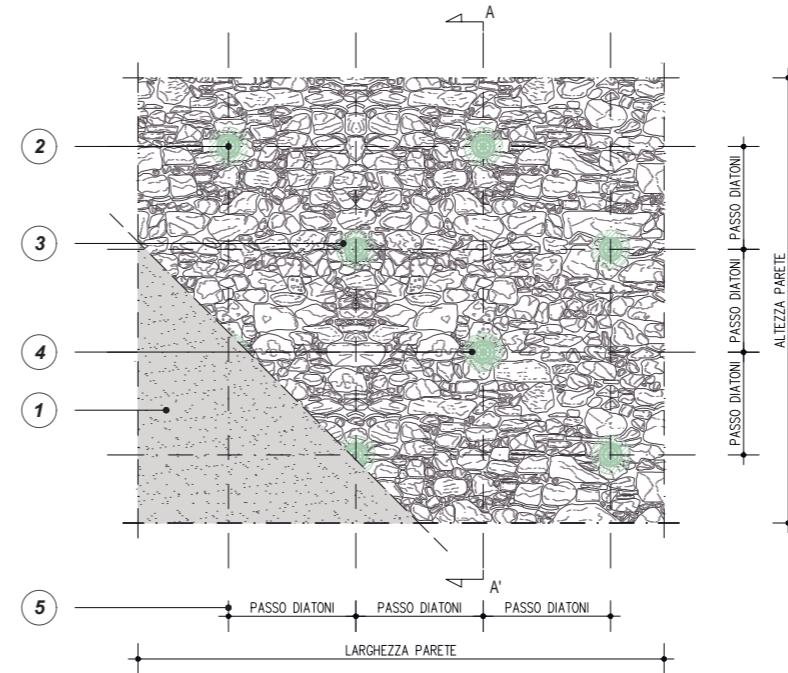 A
2
3
4
1
5
PASSO DIATONI
PASSO DIATONI
PASSO DIATONI
ALTEZZA PARETE
A'
PASSO DIATONI
PASSO DIATONI
PASSO DIATONI
LARGHEZZA PARETE